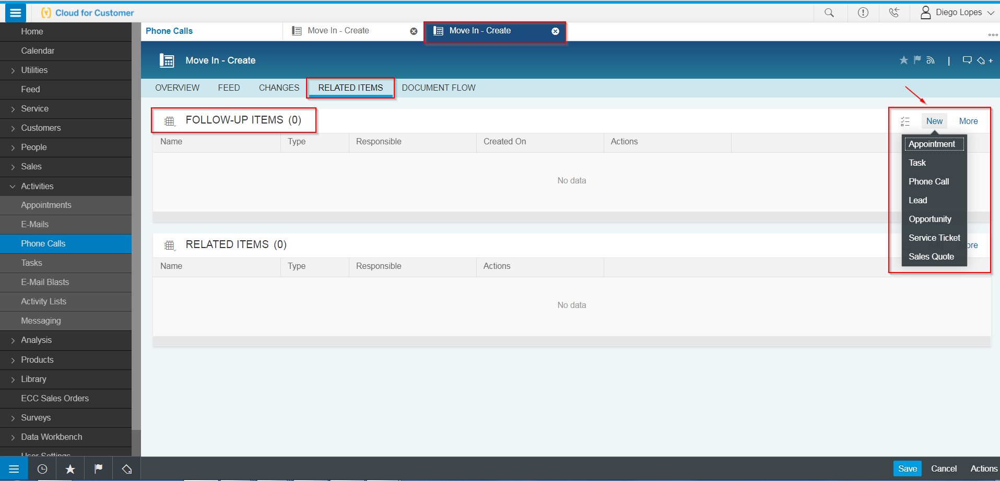 Cloud for Customer
Diego Lopes
Home
Calendar
Utilities
Feed
Service
Customers
People
Sales
Activities
Appointments
E-Mails
Phone Calls
Tasks
E-Mail Blasts
Activity Lists
Messaging
Analysis
Products
Library
ECC Sales Orders
Surveys
Data Workbench
User Settings
Phone Calls
Move In - Create
Move In - Create
Move In - Create
OVERVIEW FEED CHANGES RELATED ITEMS DOCUMENT FLOW
FOLLOW-UP ITEMS (0)
New More
Name Type Responsible Created On Actions
No data
Appointment
Task
Phone Call
Lead
Opportunity
Service Ticket
Sales Quote
RELATED ITEMS (0)
Name Type Responsible Actions
No data
Save Cancel Actions